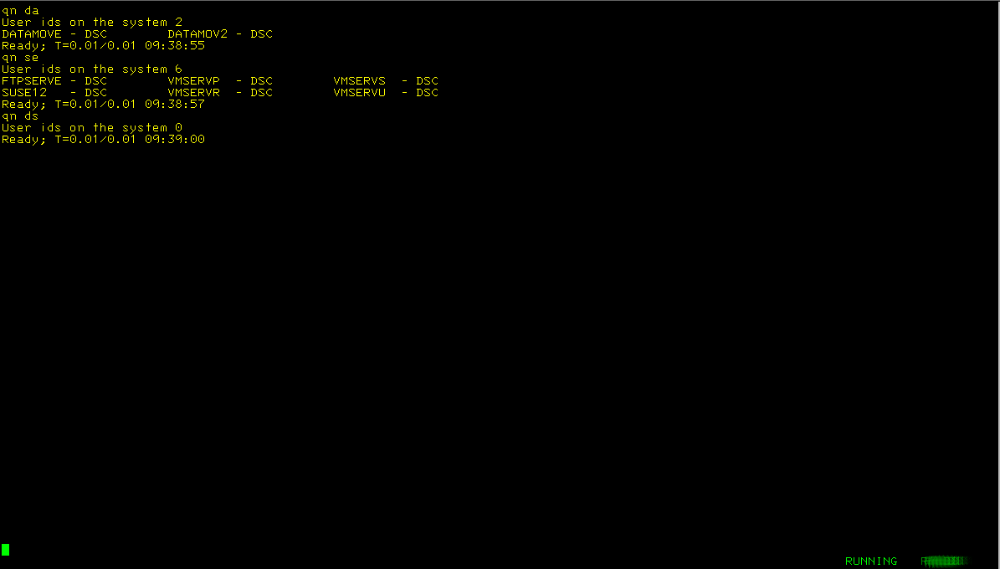 qn da
User ids on the system 2
DATAMOVE - DSC        DATAMOV2 - DSC
Ready; T=0.01/0.01 09:38:55
qn se
User ids on the system 6
FTPSERVE - DSC        VMSERVP  - DSC        VMSERVS  - DSC
SUSE12   - DSC        VMSERVR  - DSC        VMSERVU  - DSC
Ready; T=0.01/0.01 09:38:57
qn ds
User ids on the system 0
Ready; T=0.01/0.01 09:39:00
RUNNING